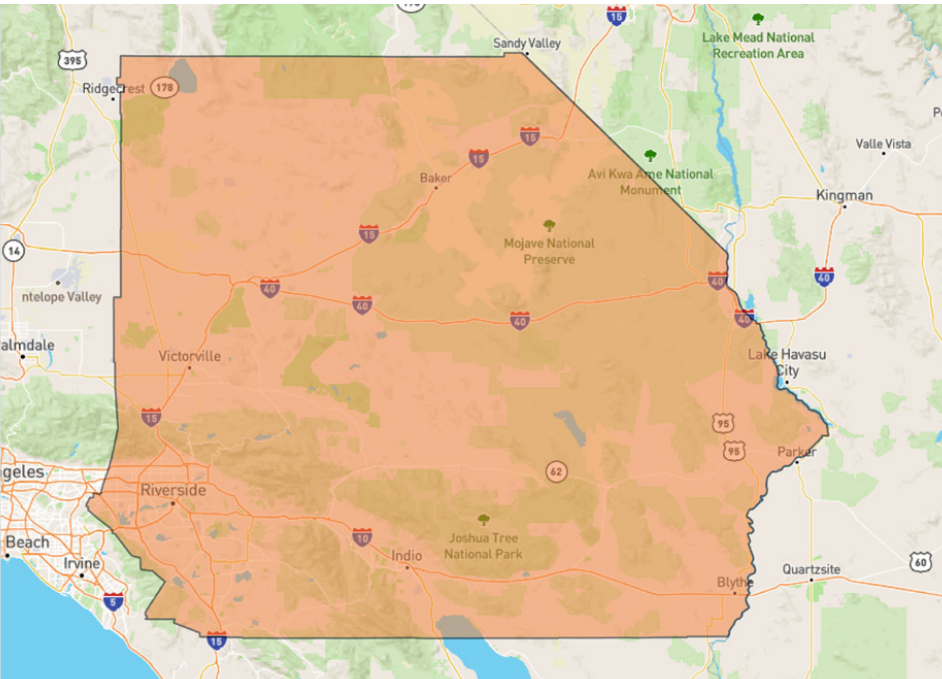 15
Sandy Valley
Lake Mead National
Recreation Area
395
Ridgecrest
178
15
15
Valle Vista
Baker
Avi Kwa Ame National
Monument
Kingman
15
Mojave National
Preserve
14
40
40
40
ntelope Valley
40
40
40
almdale
Victorville
Lake Havasu
City
15
95
95
Parker
geles
62
Riverside
10
Joshua Tree
National Park
Beach
Indio
Irvine
60
Quartzsite
Blythe
5
15